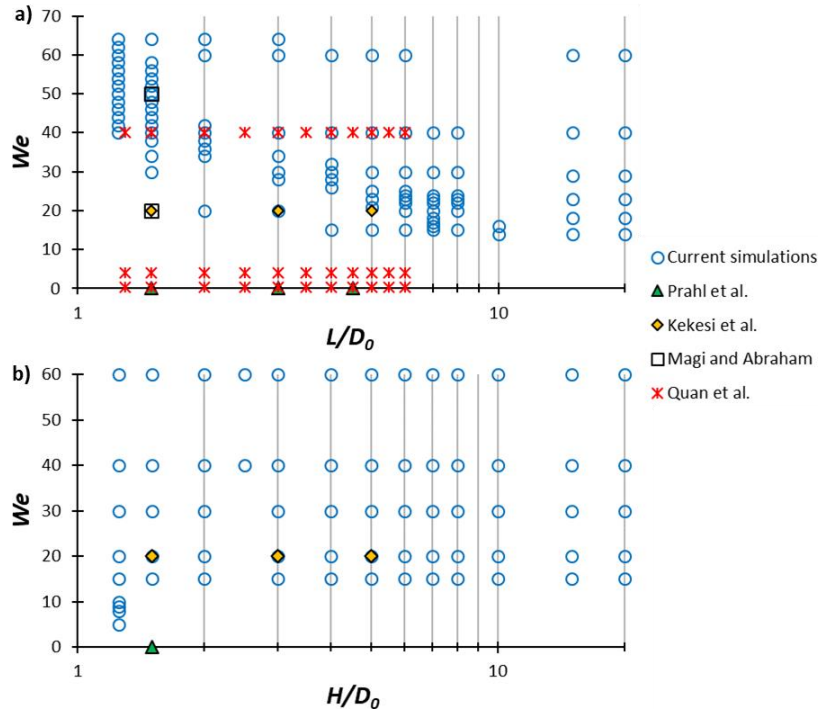 a)
70
60
50
40
30
20
10
0
We
1
10
L/D0
b)
60
50
40
30
20
10
0
We
1
10
H/D0
Current simulations
Prahl et al.
Kekesi et al.
Magi and Abraham
Quan et al.